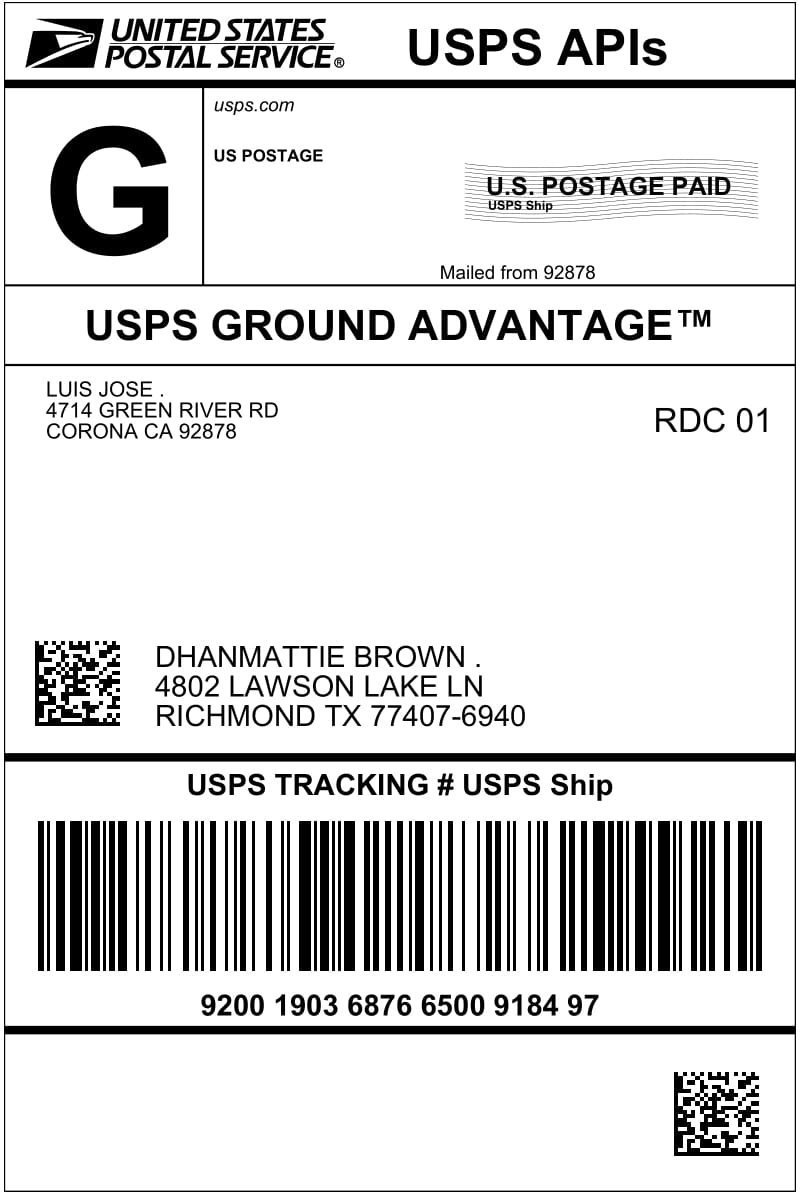 UNITED STATES
POSTAL SERVICE®
USPS APIs
G
usps.com
US POSTAGE
U.S. POSTAGE PAID
USPS Ship
Mailed from 92878
USPS GROUND ADVANTAGE™
LUIS JOSE .
4714 GREEN RIVER RD
CORONA CA 92878
RDC 01
DHANMATTIE BROWN .
4802 LAWSON LAKE LN
RICHMOND TX 77407-6940
USPS TRACKING # USPS Ship
9200 1903 6876 6500 9184 97